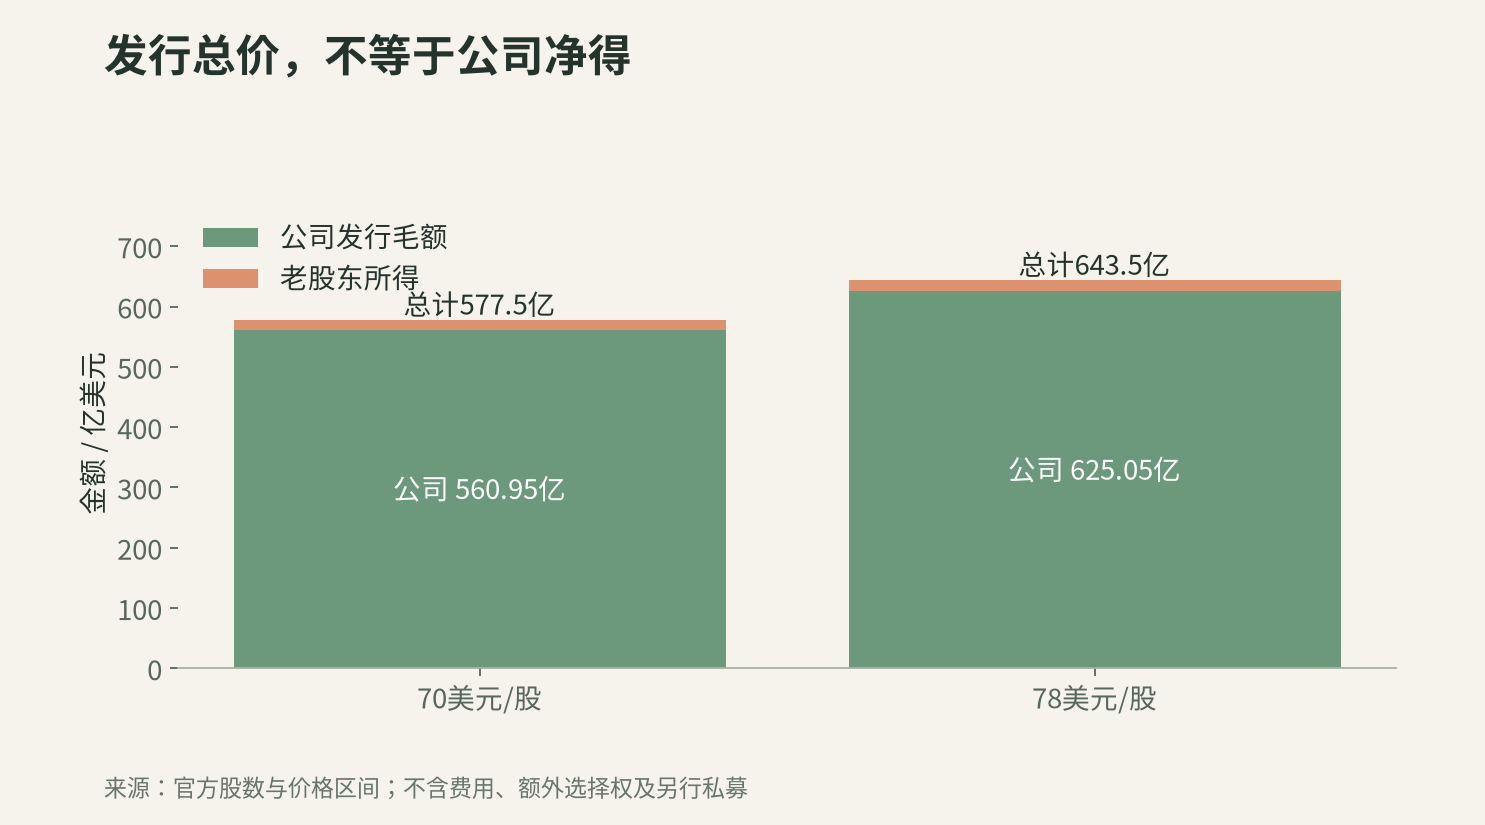 发行总价，不等于公司净得
公司发行毛额
老股东所得
总计577.5亿
总计643.5亿
金额 / 亿美元
700
600
500
400
300
200
100
0
公司 560.95亿
公司 625.05亿
70美元/股
78美元/股
来源：官方股数与价格区间；不含费用、额外选择权及另行私募